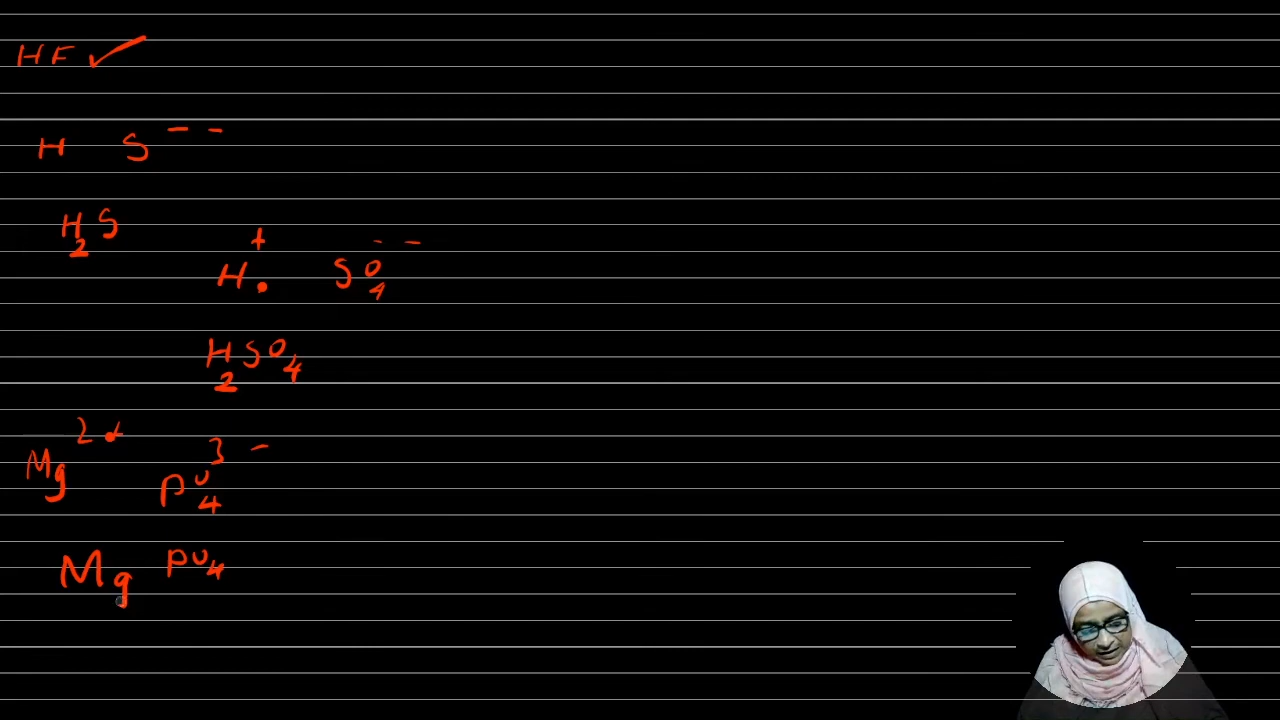 HF ✓
H S⁻⁻
H₂S
H⁺ SO₄⁻⁻
H₂SO₄
Mg²⁺ PO₄³⁻
Mg PO₄